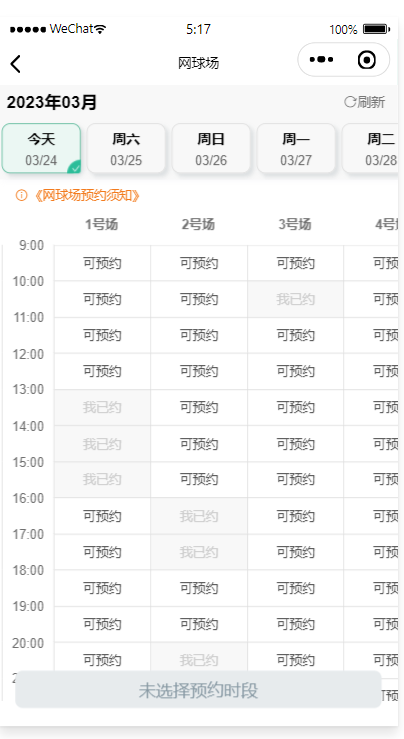 WeChat 5:17 100%
网球场
2023年03月 刷新
今天 周六 周日 周一 周二
03/24 03/25 03/26 03/27 03/28
《网球场预约须知》
1号场 2号场 3号场 4号
9:00
可预约 可预约 可预约 可预
10:00
可预约 可预约 我已约 可预
11:00
可预约 可预约 可预约 可预
12:00
可预约 可预约 可预约 可预
13:00
我已约 可预约 可预约 可预
14:00
我已约 可预约 可预约 可预
15:00
我已约 可预约 可预约 可预
16:00
可预约 我已约 可预约 可预
17:00
可预约 我已约 可预约 可预
18:00
可预约 可预约 可预约 可预
19:00
可预约 可预约 可预约 可预
20:00
可预约 我已约 可预约 可预
未选择预约时段